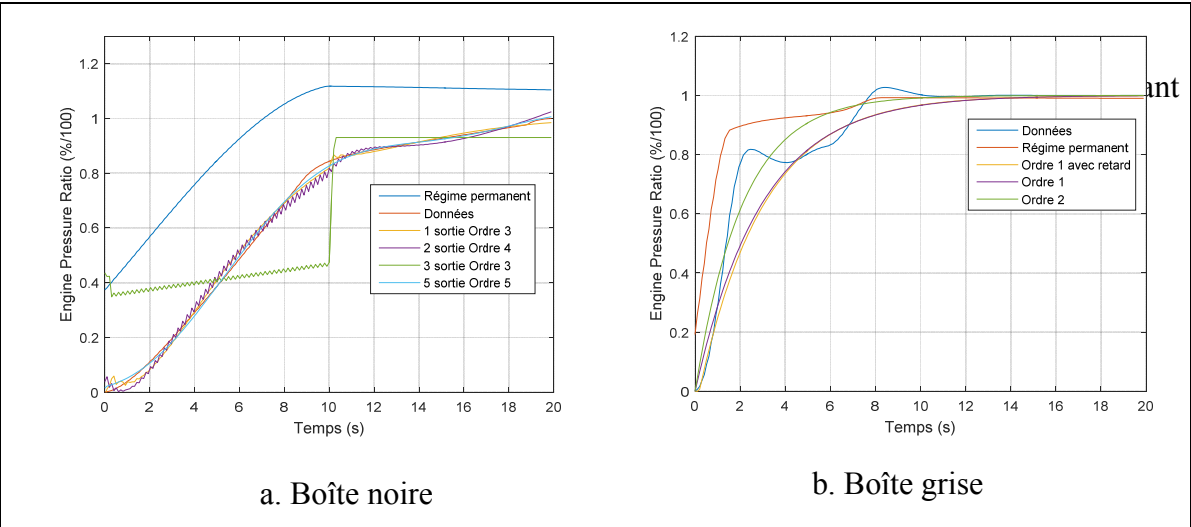 Engine Pressure Ratio (%/100)
1.2
1
0.8
0.6
0.4
0.2
0
0 2 4 6 8 10 12 14 16 18 20
Temps (s)
Régime permanent
Données
1 sortie Ordre 3
2 sortie Ordre 4
3 sortie Ordre 3
5 sortie Ordre 5
a. Boîte noire
Engine Pressure Ratio (%/100)
1.2
1
0.8
0.6
0.4
0.2
0
0 2 4 6 8 10 12 14 16 18 20
Temps (s)
Données
Régime permanent
Ordre 1 avec retard
Ordre 1
Ordre 2
b. Boîte grise